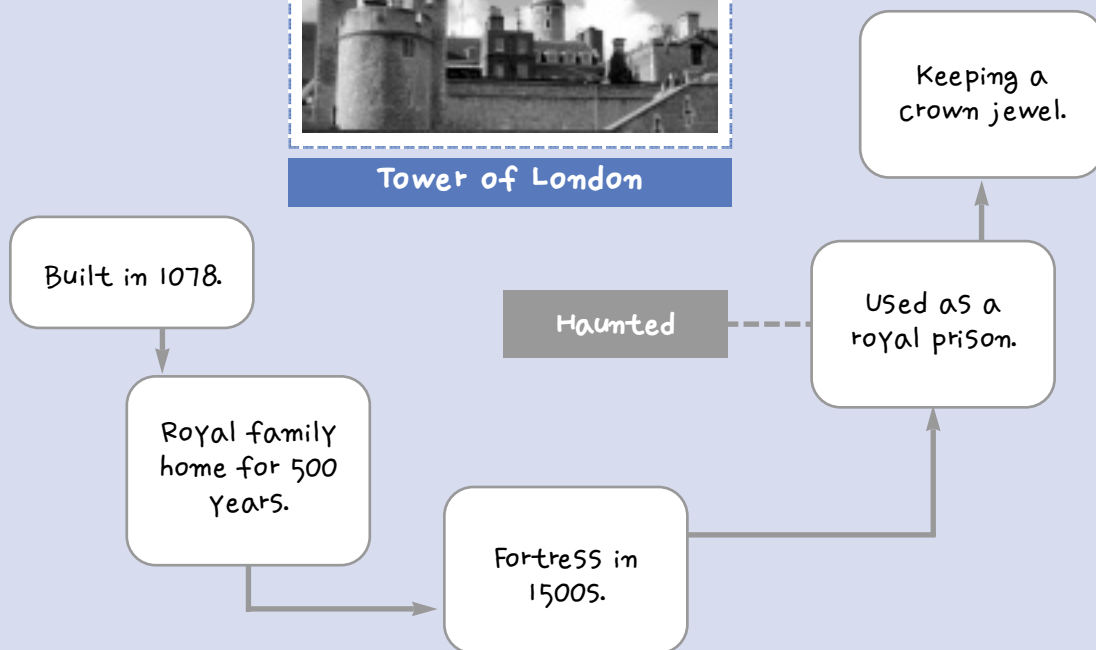 Tower of London
Built in 1078.
Royal family
home for 500
years.
Fortress in
1500s.
Used as a
royal prison.
Haunted
Keeping a
crown jewel.